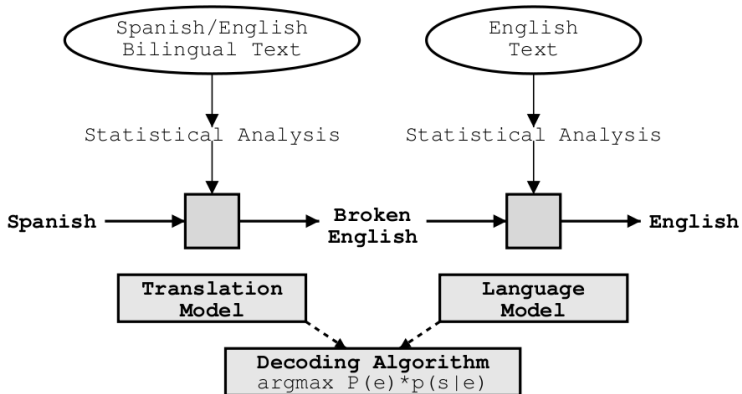 Spanish/English
Bilingual Text
English
Text
Statistical Analysis
Statistical Analysis
Spanish
Broken
English
English
Translation
Model
Language
Model
Decoding Algorithm
argmax P(e)*p(s|e)